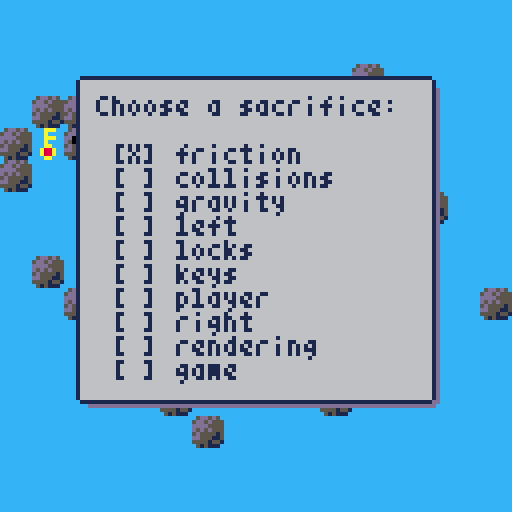 Choose a sacrifice:
[X] friction
[ ] collisions
[ ] gravity
[ ] left
[ ] locks
[ ] keys
[ ] player
[ ] right
[ ] rendering
[ ] game